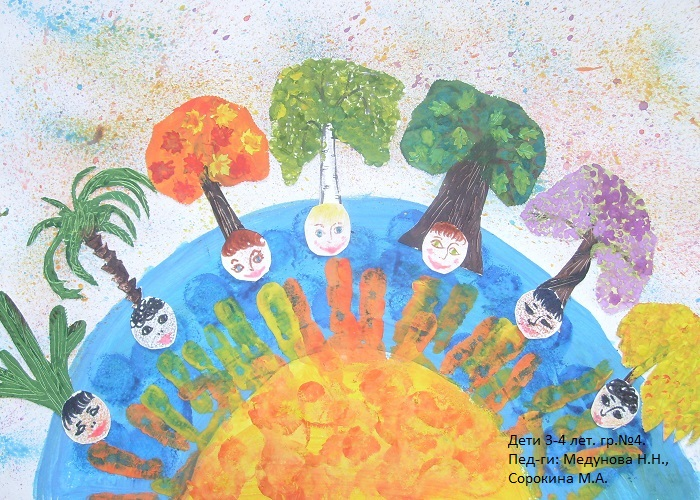 Дети 3-4 лет. гр.№4.
Пед-ги: Медунова Н.Н.,
Сорокина М.А.